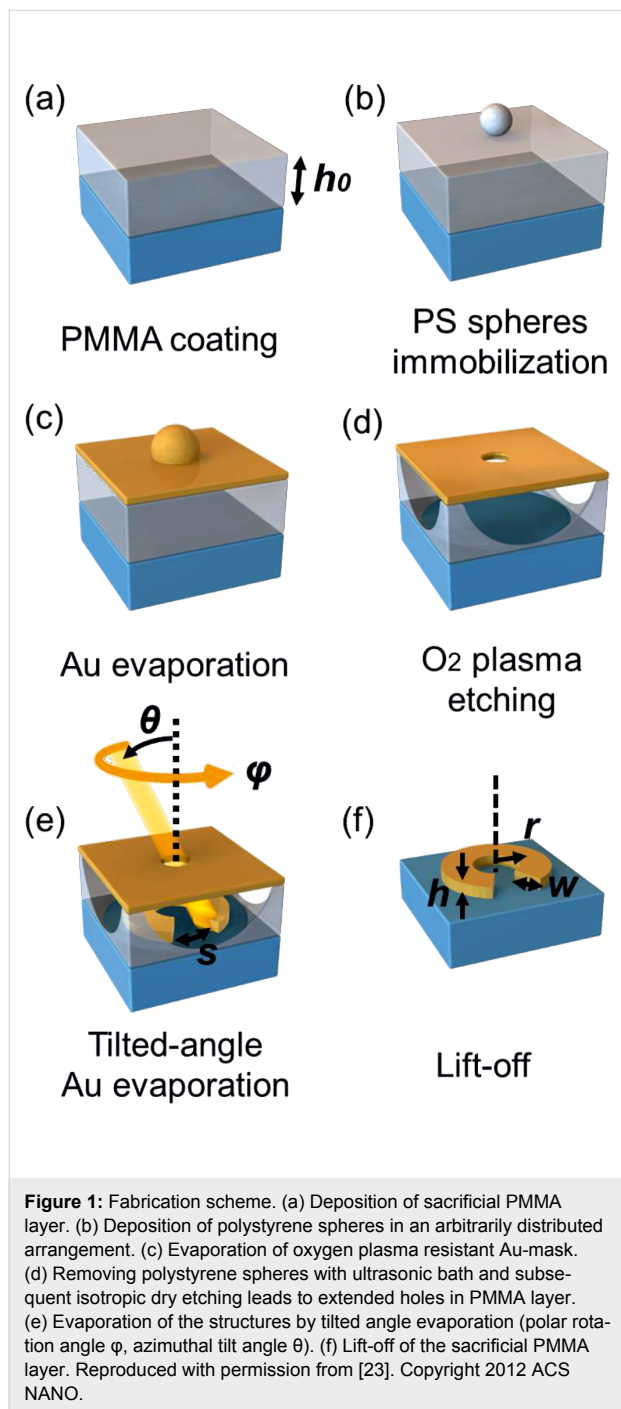 (a)
h0
PMMA coating
(b)
PS spheres
immobilization
(c)
Au evaporation
(d)
O2 plasma
etching
(e)
θ
φ
s
Tilted-angle
Au evaporation
(f)
r
h
w
Lift-off
Figure 1: Fabrication scheme. (a) Deposition of sacrificial PMMA
layer. (b) Deposition of polystyrene spheres in an arbitrarily distributed
arrangement. (c) Evaporation of oxygen plasma resistant Au-mask.
(d) Removing polystyrene spheres with ultrasonic bath and subse-
quent isotropic dry etching leads to extended holes in PMMA layer.
(e) Evaporation of the structures by tilted angle evaporation (polar rota-
tion angle φ, azimuthal tilt angle θ). (f) Lift-off of the sacrificial PMMA
layer. Reproduced with permission from [23]. Copyright 2012 ACS
NANO.